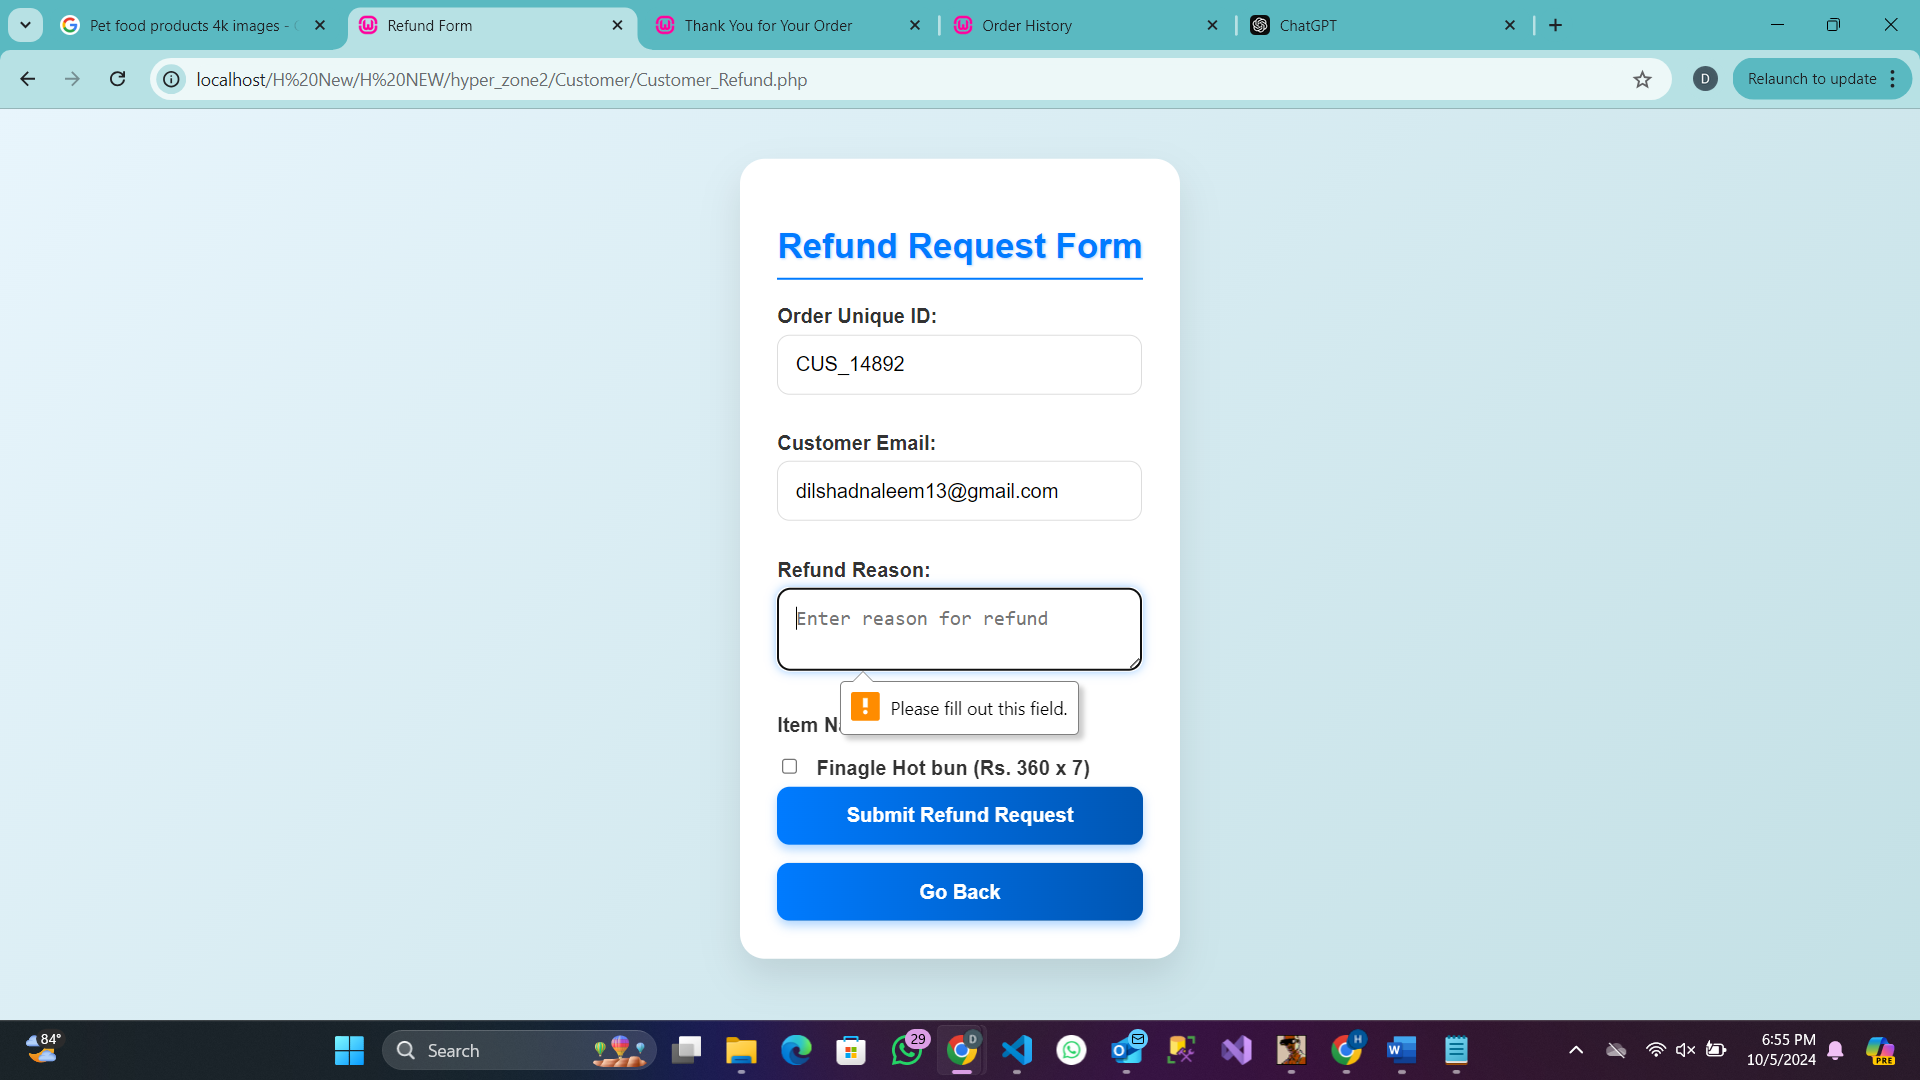 Pet food products 4k images -
Refund Form
Thank You for Your Order
Order History
ChatGPT
localhost/H%20New/H%20NEW/hyper_zone2/Customer/Customer_Refund.php
D
Relaunch to update
Refund Request Form
Order Unique ID:
CUS_14892
Customer Email:
dilshadnaleem13@gmail.com
Refund Reason:
Enter reason for refund
Please fill out this field.
Item
Finagle Hot bun (Rs. 360 x 7)
Submit Refund Request
Go Back
84°
Search
29
D
H
6:55 PM
10/5/2024
PRE